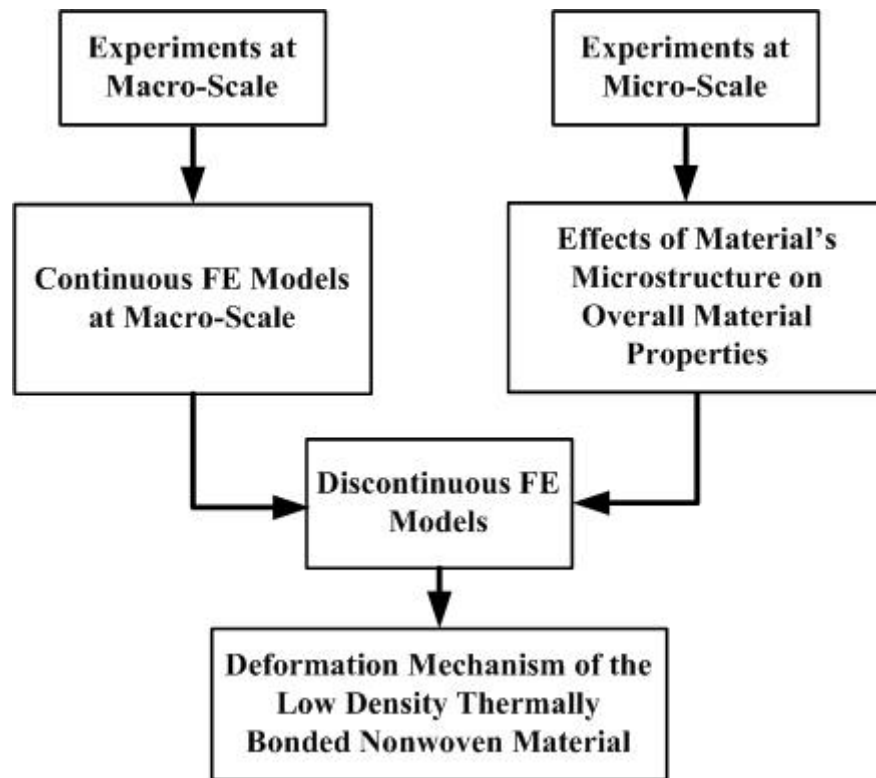 Experiments at
Macro-Scale
Experiments at
Micro-Scale
Continuous FE Models
at Macro-Scale
Effects of Material’s
Microstructure on
Overall Material
Properties
Discontinuous FE
Models
Deformation Mechanism of the
Low Density Thermally
Bonded Nonwoven Material